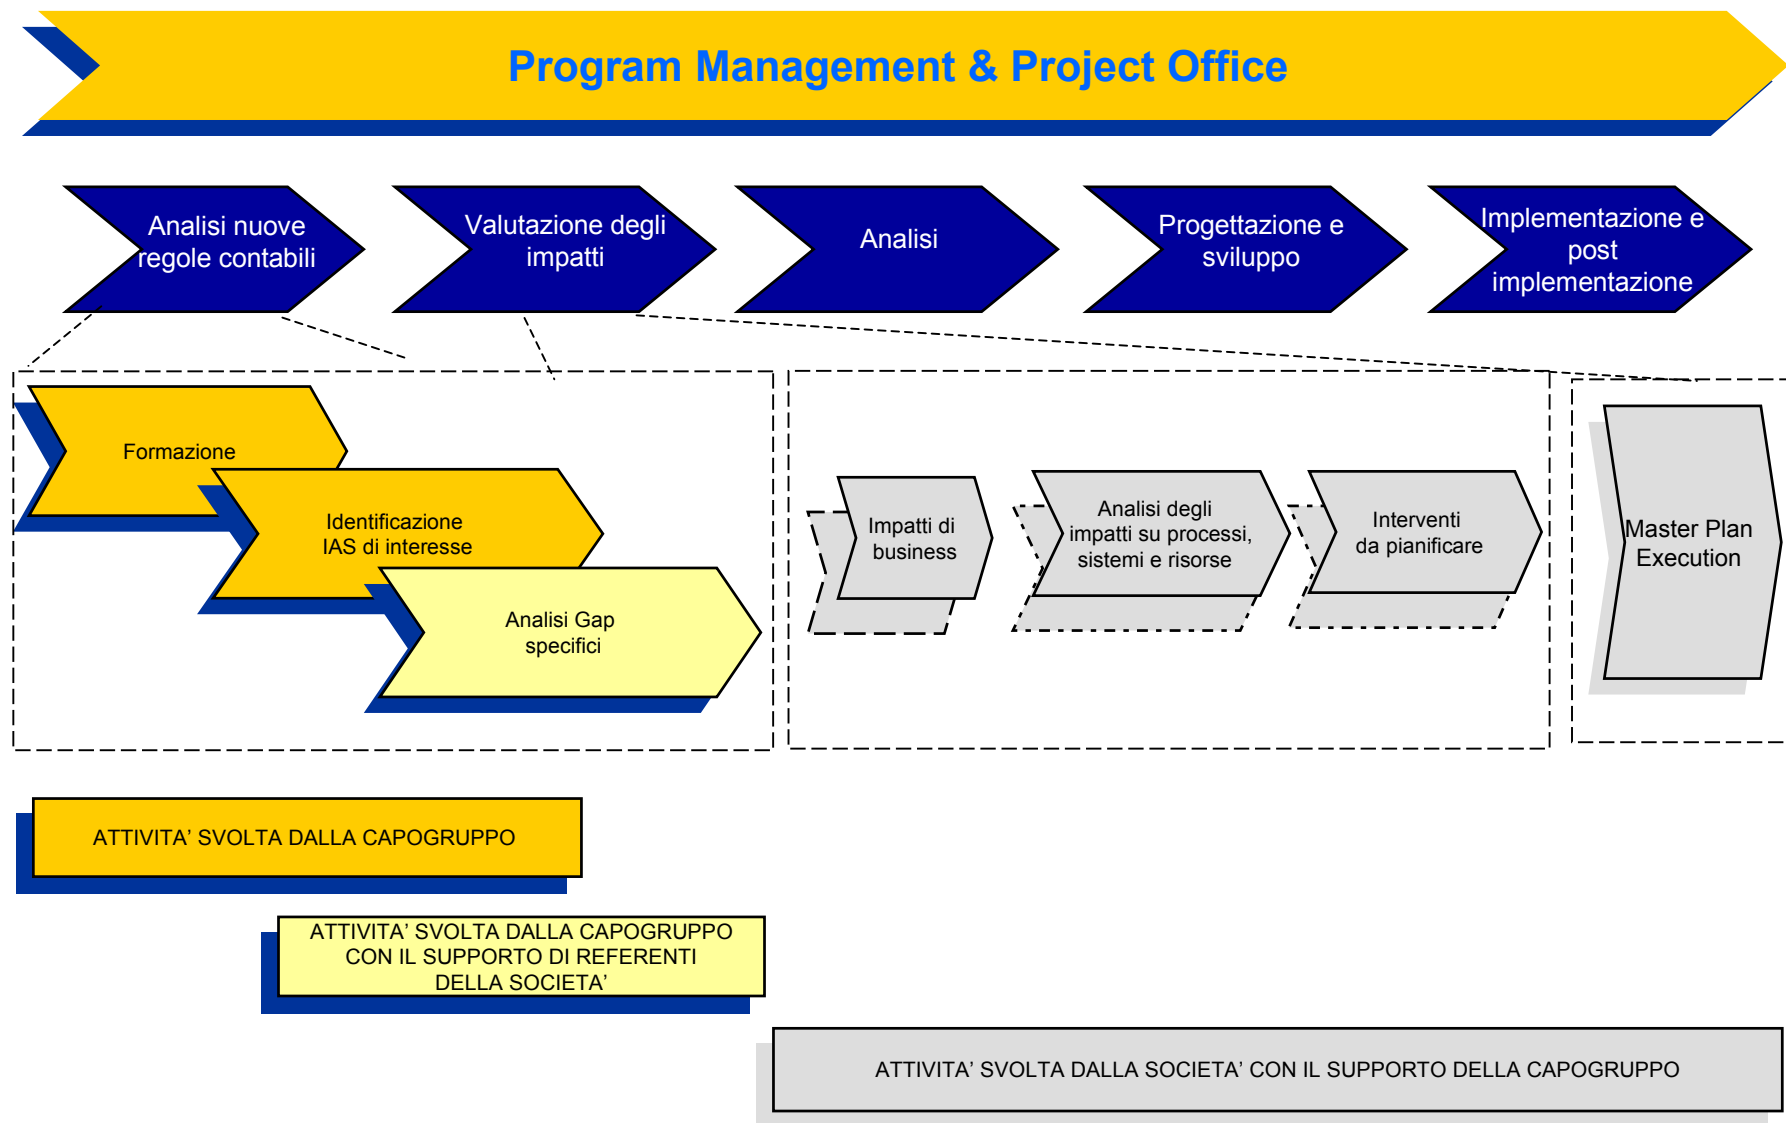 Program Management & Project Office
Analisi nuove
regole contabili
Valutazione degli
impatti
Analisi
Progettazione e
sviluppo
Implementazione e
post
implementazione
Formazione
Identificazione
IAS di interesse
Analisi Gap
specifici
Impatti di
business
Analisi degli
impatti su processi,
sistemi e risorse
Interventi
da pianificare
Master Plan
Execution
ATTIVITA’ SVOLTA DALLA CAPOGRUPPO
ATTIVITA’ SVOLTA DALLA CAPOGRUPPO
CON IL SUPPORTO DI REFERENTI
DELLA SOCIETA’
ATTIVITA’ SVOLTA DALLA SOCIETA’ CON IL SUPPORTO DELLA CAPOGRUPPO